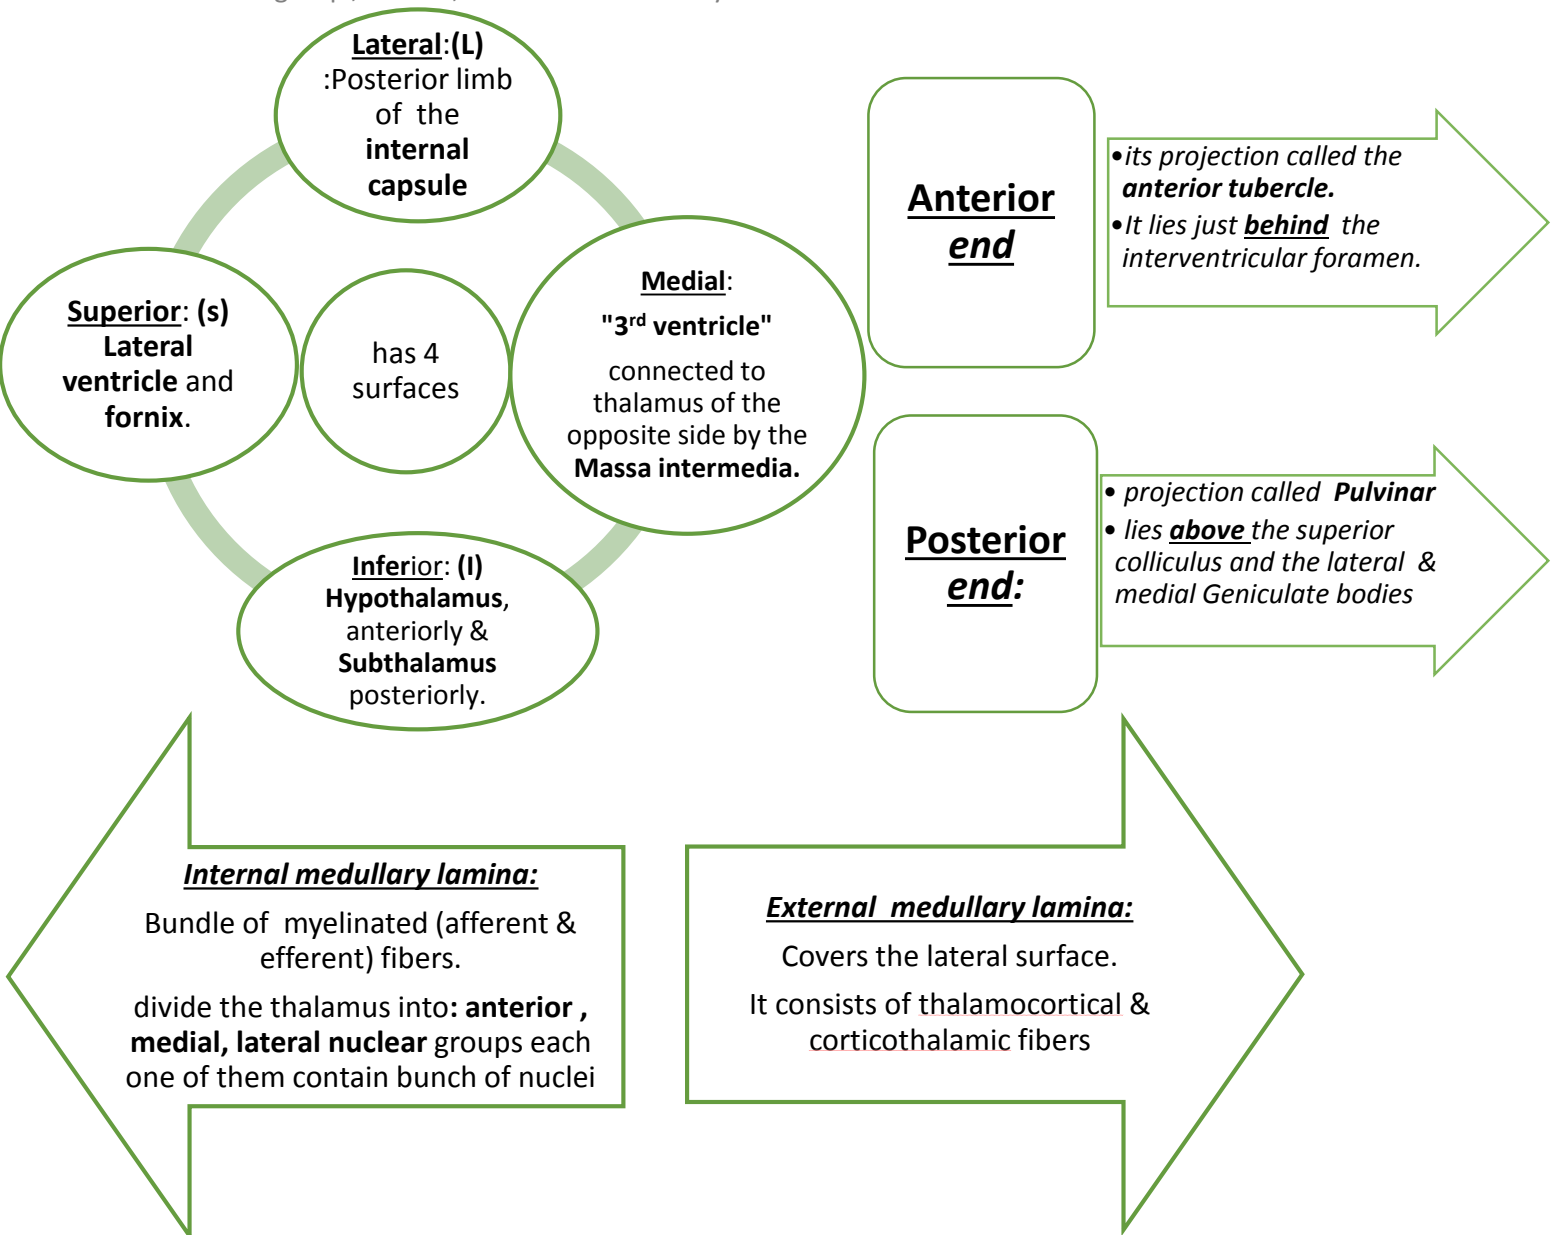 Lateral:(L)
:Posterior limb
of the
internal
capsule
Superior: (s)
Lateral
ventricle and
fornix.
has 4
surfaces
Medial:
"3rd ventricle"
connected to
thalamus of the
opposite side by the
Massa intermedia.
Inferior: (I)
Hypothalamus,
anteriorly &
Subthalamus
posteriorly.
Anterior
end
•its projection called the
anterior tubercle.
•It lies just behind the
interventricular foramen.
Posterior
end:
• projection called Pulvinar
• lies above the superior
colliculus and the lateral &
medial Geniculate bodies
Internal medullary lamina:
Bundle of myelinated (afferent &
efferent) fibers.
divide the thalamus into: anterior ,
medial, lateral nuclear groups each
one of them contain bunch of nuclei
External medullary lamina:
Covers the lateral surface.
It consists of thalamocortical &
corticothalamic fibers